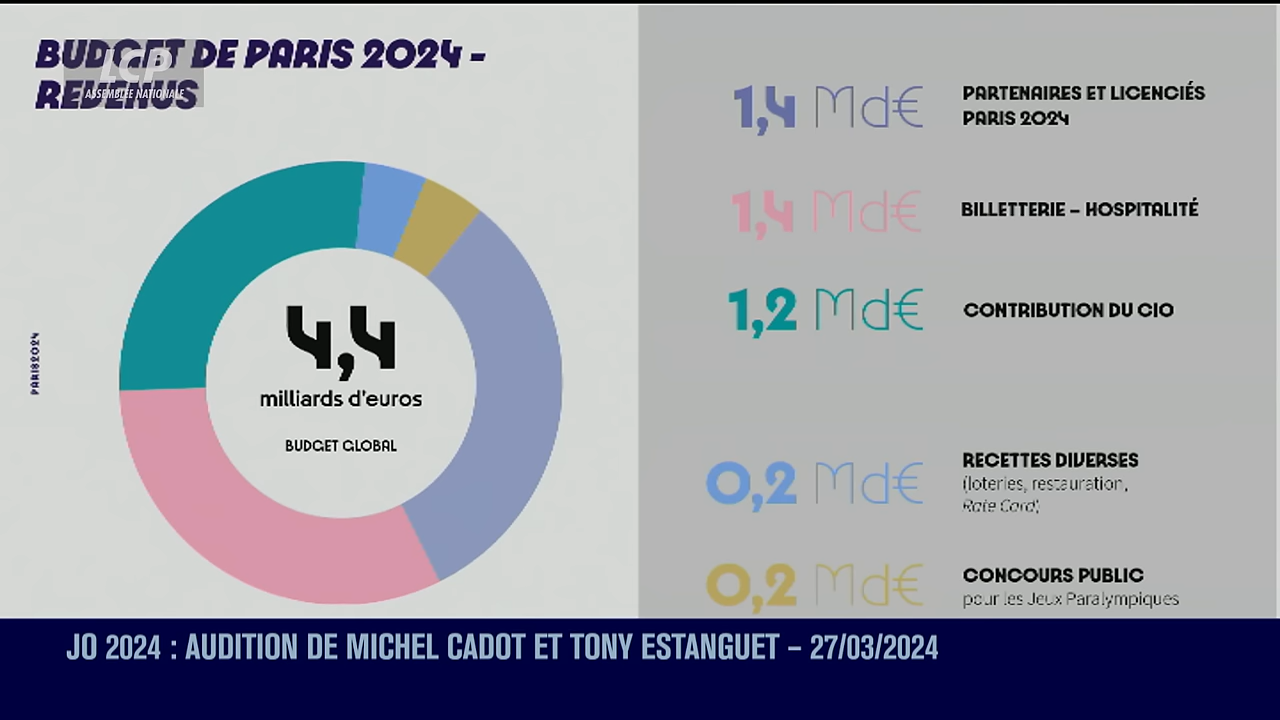 BUDGET DE PARIS 2024 -
REVENUS
LCP
ASSEMBLÉE NATIONALE
PARIS2024
4,4
milliards d'euros
BUDGET GLOBAL
1,4 Md€
PARTENAIRES ET LICENCIÉS
PARIS 2024
1,4 Md€
BILLETTERIE – HOSPITALITÉ
1,2 Md€
CONTRIBUTION DU CIO
0,2 Md€
RECETTES DIVERSES
(loteries, restauration,
Rate Card)
0,2 Md€
CONCOURS PUBLIC
pour les Jeux Paralympiques
JO 2024 : AUDITION DE MICHEL CADOT ET TONY ESTANGUET – 27/03/2024